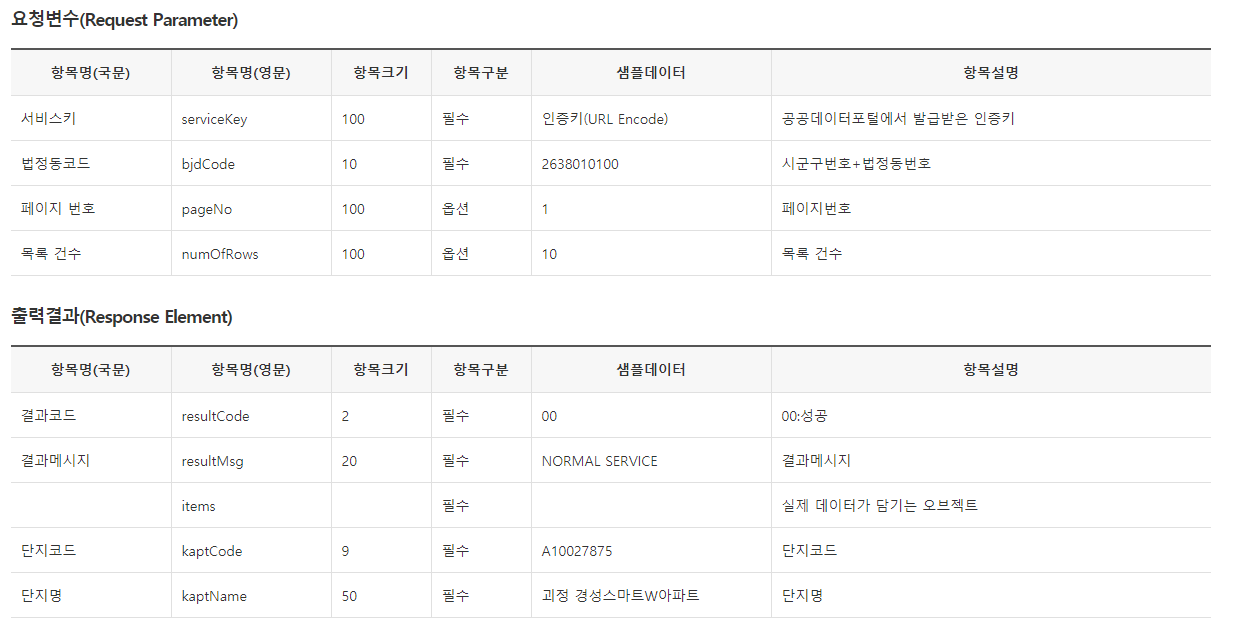 요청변수(Request Parameter)
항목명(국문) 항목명(영문) 항목크기 항목구분 샘플데이터 항목설명
서비스키 serviceKey 100 필수 인증키(URL Encode) 공공데이터포털에서 발급받은 인증키
법정동코드 bjdCode 10 필수 2638010100 시군구번호+법정동번호
페이지 번호 pageNo 100 옵션 1 페이지번호
목록 건수 numOfRows 100 옵션 10 목록 건수
출력결과(Response Element)
항목명(국문) 항목명(영문) 항목크기 항목구분 샘플데이터 항목설명
결과코드 resultCode 2 필수 00 00:성공
결과메시지 resultMsg 20 필수 NORMAL SERVICE 결과메시지
items 필수 실제 데이터가 담기는 오브젝트
단지코드 kaptCode 9 필수 A10027875 단지코드
단지명 kaptName 50 필수 괴정 경성스마트W아파트 단지명